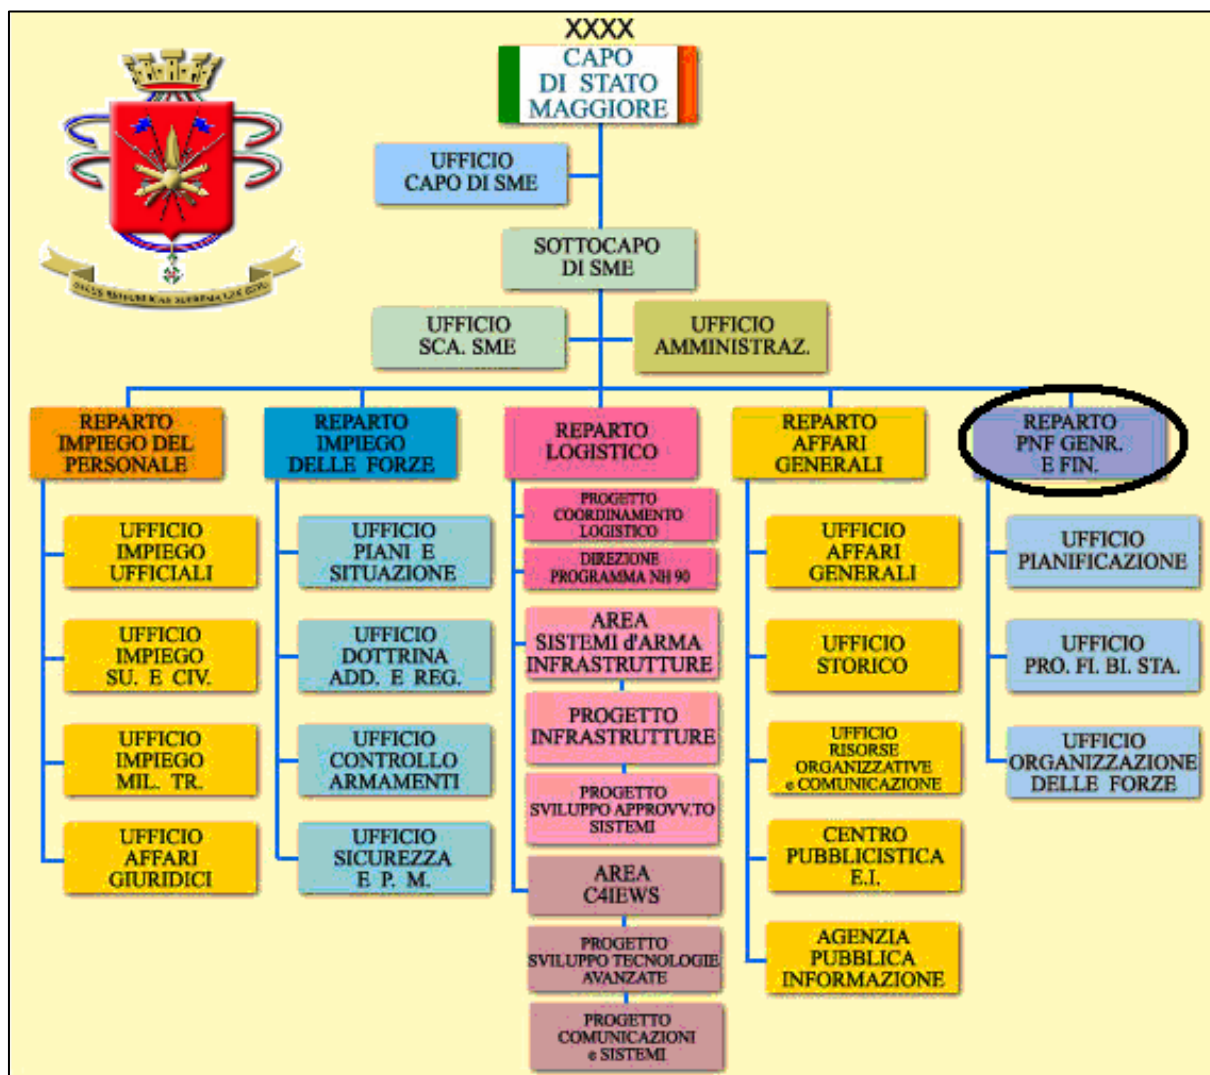 XXXX
CAPO
DI STATO
MAGGIORE
UFFICIO
CAPO DI SME
SOTTOCAPO
DI SME
UFFICIO
SCA. SME
UFFICIO
AMMINISTRAZ.
REPARTO
IMPIEGO DEL
PERSONALE
UFFICIO
IMPIEGO
UFFICIALI
UFFICIO
IMPIEGO
SU. E CIV.
UFFICIO
IMPIEGO
MIL. TR.
UFFICIO
AFFARI
GIURIDICI
REPARTO
IMPIEGO
DELLE FORZE
UFFICIO
PIANI E
SITUAZIONE
UFFICIO
DOTTRINA
ADD. E REG.
UFFICIO
CONTROLLO
ARMAMENTI
UFFICIO
SICUREZZA
E P. M.
REPARTO
LOGISTICO
PROGETTO
COORDINAMENTO
LOGISTICO
DIREZIONE
PROGRAMMA NH 90
AREA
SISTEMI d'ARMA
INFRASTRUTTURE
PROGETTO
INFRASTRUTTURE
PROGETTO
SVILUPPO APPROVV.TO
SISTEMI
AREA
C4IEWS
PROGETTO
SVILUPPO TECNOLOGIE
AVANZATE
PROGETTO
COMUNICAZIONI
e SISTEMI
REPARTO
AFFARI
GENERALI
UFFICIO
AFFARI
GENERALI
UFFICIO
STORICO
UFFICIO
RISORSE
ORGANIZZATIVE
e COMUNICAZIONE
CENTRO
PUBBLICISTICA
E.I.
AGENZIA
PUBBLICA
INFORMAZIONE
REPARTO
PNF GENR.
E FIN.
UFFICIO
PIANIFICAZIONE
UFFICIO
PRO. FI. BI. STA.
UFFICIO
ORGANIZZAZIONE
DELLE FORZE